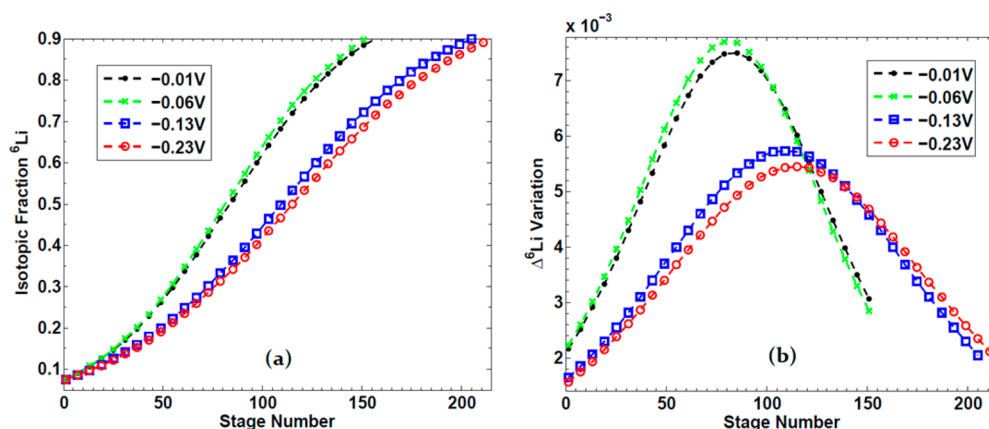 0.9
0.8
0.7
0.6
0.5
0.4
0.3
0.2
0.1
Isotopic Fraction ⁶Li
−0.01V
−0.06V
−0.13V
−0.23V
(a)
0 50 100 150 200
Stage Number
x 10⁻³
7
6
5
4
3
2
Δ⁶Li Variation
−0.01V
−0.06V
−0.13V
−0.23V
(b)
0 50 100 150 200
Stage Number